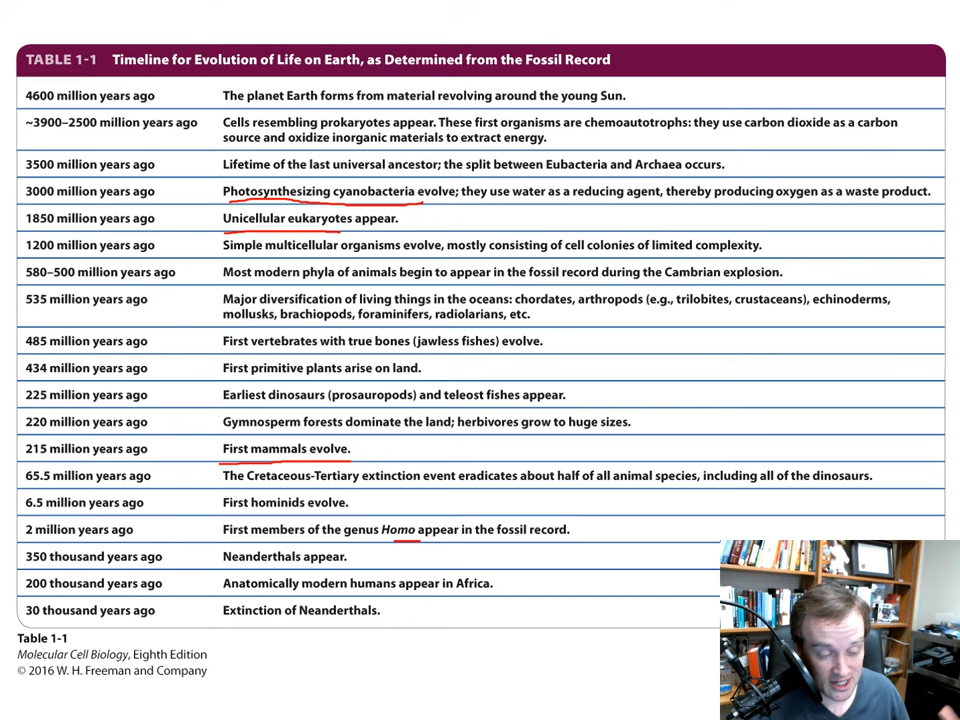 TABLE 1-1 Timeline for Evolution of Life on Earth, as Determined from the Fossil Record
4600 million years ago The planet Earth forms from material revolving around the young Sun.
~3900–2500 million years ago Cells resembling prokaryotes appear. These first organisms are chemoautotrophs: they use carbon dioxide as a carbon
source and oxidize inorganic materials to extract energy.
3500 million years ago Lifetime of the last universal ancestor; the split between Eubacteria and Archaea occurs.
3000 million years ago Photosynthesizing cyanobacteria evolve; they use water as a reducing agent, thereby producing oxygen as a waste product.
1850 million years ago Unicellular eukaryotes appear.
1200 million years ago Simple multicellular organisms evolve, mostly consisting of cell colonies of limited complexity.
580–500 million years ago Most modern phyla of animals begin to appear in the fossil record during the Cambrian explosion.
535 million years ago Major diversification of living things in the oceans: chordates, arthropods (e.g., trilobites, crustaceans), echinoderms,
mollusks, brachiopods, foraminifers, radiolarians, etc.
485 million years ago First vertebrates with true bones (jawless fishes) evolve.
434 million years ago First primitive plants arise on land.
225 million years ago Earliest dinosaurs (prosauropods) and teleost fishes appear.
220 million years ago Gymnosperm forests dominate the land; herbivores grow to huge sizes.
215 million years ago First mammals evolve.
65.5 million years ago The Cretaceous-Tertiary extinction event eradicates about half of all animal species, including all of the dinosaurs.
6.5 million years ago First hominids evolve.
2 million years ago First members of the genus Homo appear in the fossil record.
350 thousand years ago Neanderthals appear.
200 thousand years ago Anatomically modern humans appear in Africa.
30 thousand years ago Extinction of Neanderthals.
Table 1-1
Molecular Cell Biology, Eighth Edition
© 2016 W. H. Freeman and Company